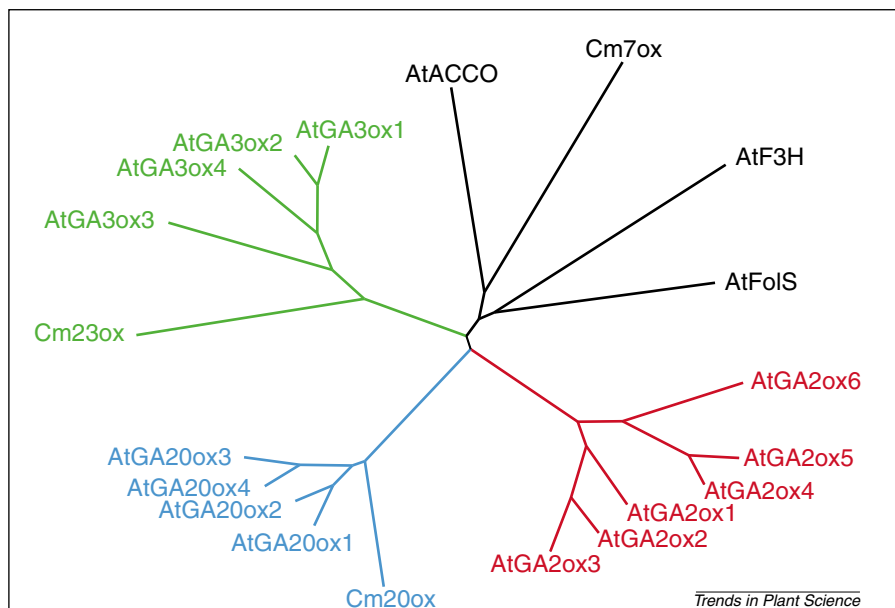 Cm7ox
AtACCO
AtGA3ox1
AtGA3ox2
AtGA3ox4
AtF3H
AtGA3ox3
AtFolS
Cm23ox
AtGA2ox6
AtGA20ox3
AtGA2ox5
AtGA20ox4
AtGA2ox4
AtGA20ox2
AtGA2ox1
AtGA20ox1
AtGA2ox2
AtGA2ox3
Cm20ox
Trends in Plant Science